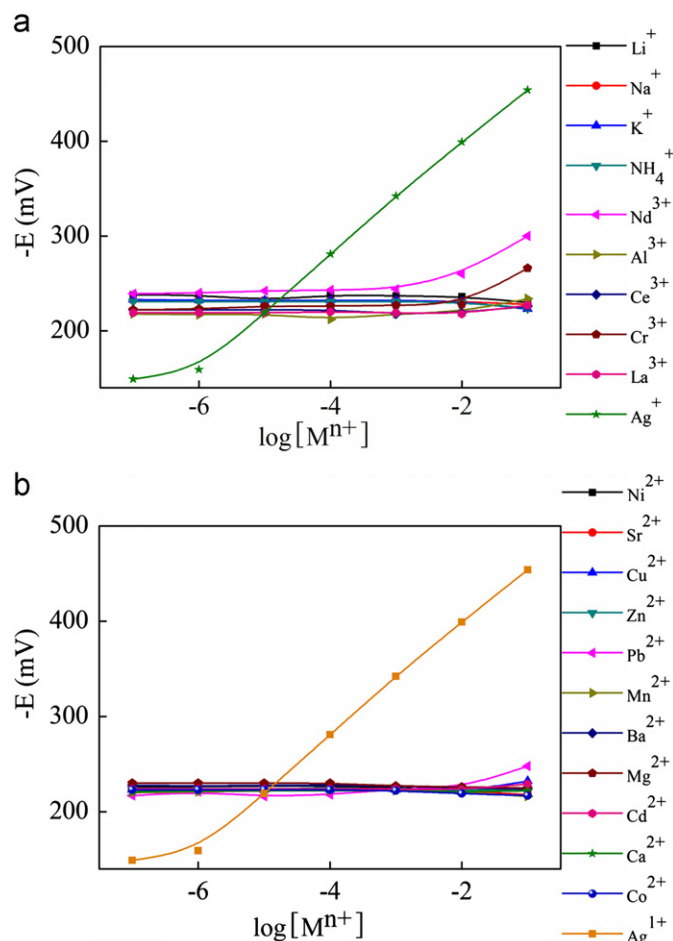 a
500
400
300
200
-E (mV)
-6
-4
-2
log[Mⁿ⁺]
Li⁺
Na⁺
K⁺
NH₄⁺
Nd³⁺
Al³⁺
Ce³⁺
Cr³⁺
La³⁺
Ag⁺
b
500
400
300
200
-E (mV)
-6
-4
-2
log[Mⁿ⁺]
Ni²⁺
Sr²⁺
Cu²⁺
Zn²⁺
Pb²⁺
Mn²⁺
Ba²⁺
Mg²⁺
Cd²⁺
Ca²⁺
Co²⁺
Ag¹⁺